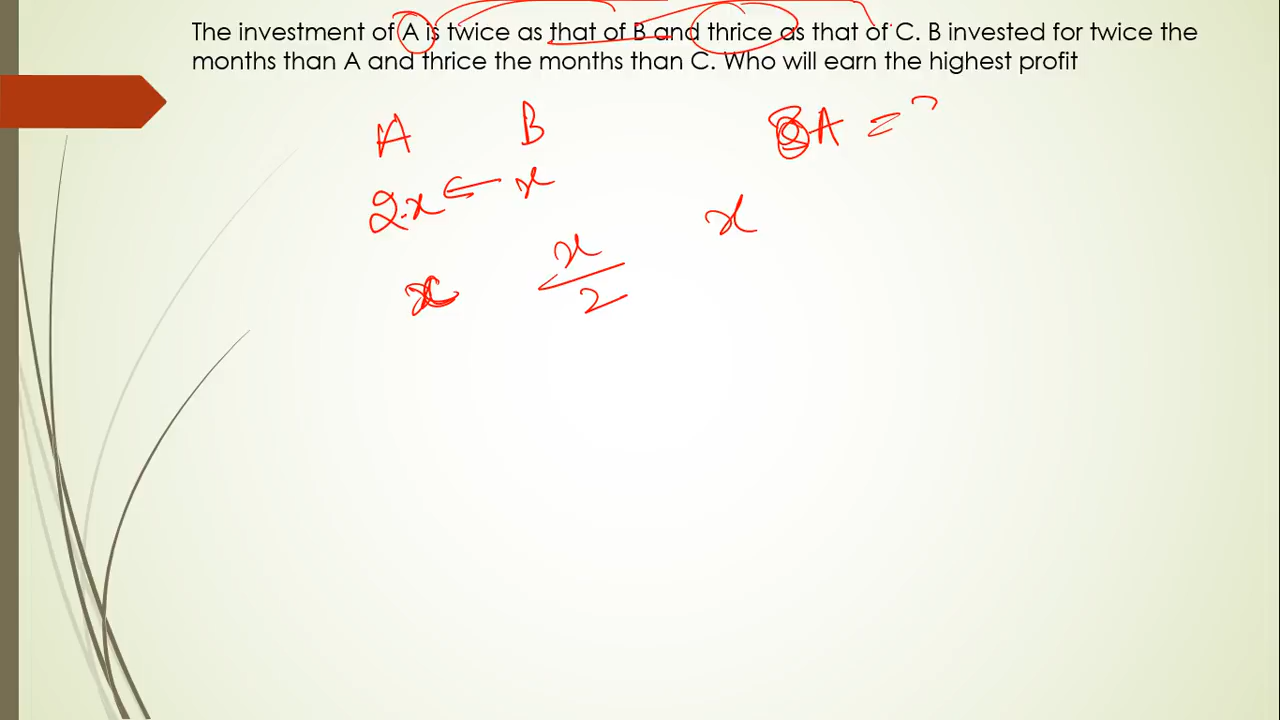 The investment of A is twice as that of B and thrice as that of C. B invested for twice the
months than A and thrice the months than C. Who will earn the highest profit
A B A = ?
2x ← x
x
x x/2